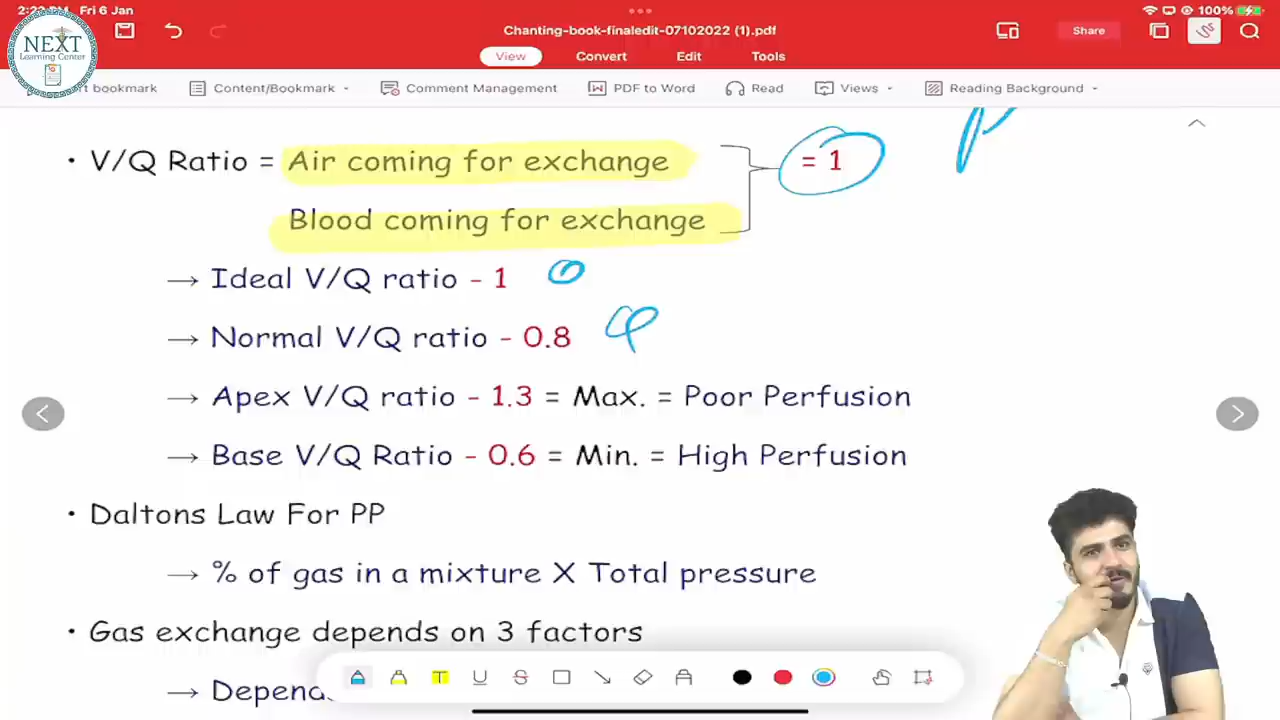 2:22 PM Fri 6 Jan
100%
NEXT
Learning Center
Chanting-book-finaledit-07102022 (1).pdf
Share
View Convert Edit Tools
bookmark Content/Bookmark Comment Management PDF to Word Read Views Reading Background
• V/Q Ratio = Air coming for exchange = 1
Blood coming for exchange
→ Ideal V/Q ratio - 1
→ Normal V/Q ratio - 0.8
→ Apex V/Q ratio - 1.3 = Max. = Poor Perfusion
→ Base V/Q Ratio - 0.6 = Min. = High Perfusion
• Daltons Law For PP
→ % of gas in a mixture X Total pressure
• Gas exchange depends on 3 factors
→ Depen